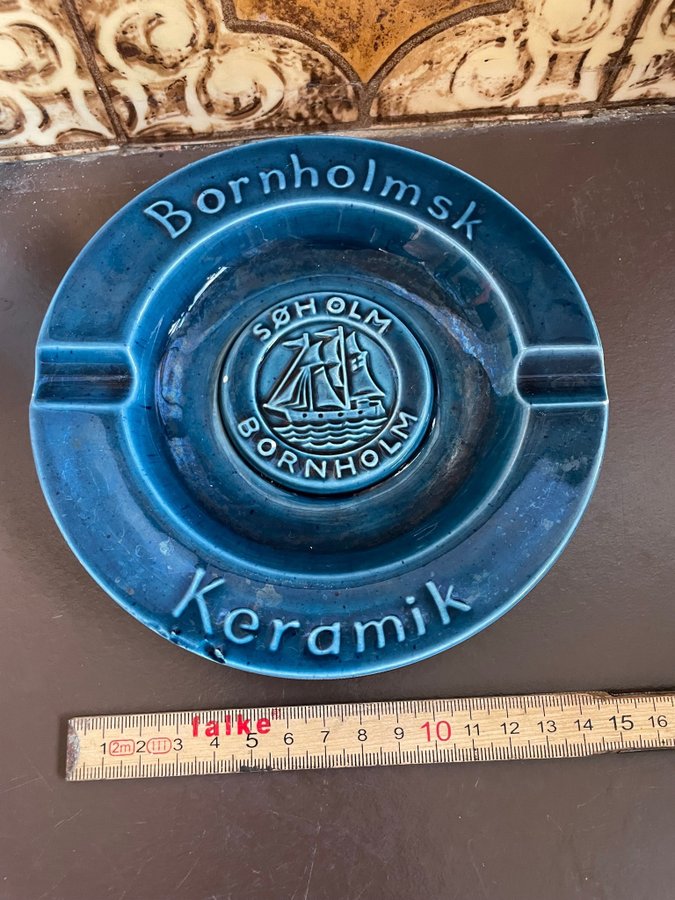 Bornholmsk
SØHOLM
BORNHOLM
Keramik
falke
1 2m 2 III 3 4 5 6 7 8 9 10 11 12 13 14 15 16